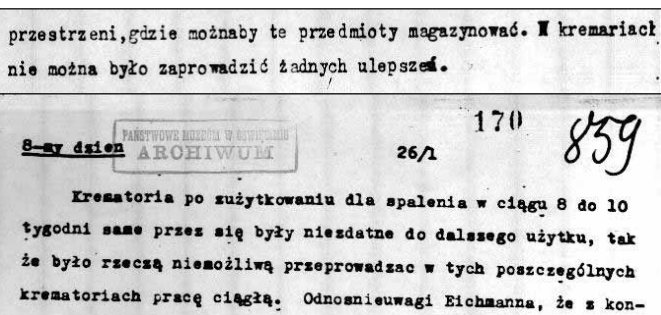 przestrzeni,gdzie możnaby te przedmioty magazynować. W kremariach
nie można było zaprowadzić żadnych ulepszeń.
170
859
8-my dzien
PAŃSTWOWE MUZEUM W OŚWIĘCIMIU
ARCHIWUM
26/1
Krematoria po zużytkowaniu dla spalenia w ciągu 8 do 10
tygodni same przez się były niezdatne do dalszego użytku, tak
że było rzeczą niemożliwą przeprowadzac w tych poszczególnych
krematoriach pracę ciągłą. Odnosnieuwagi Eichmanna, że z kon-